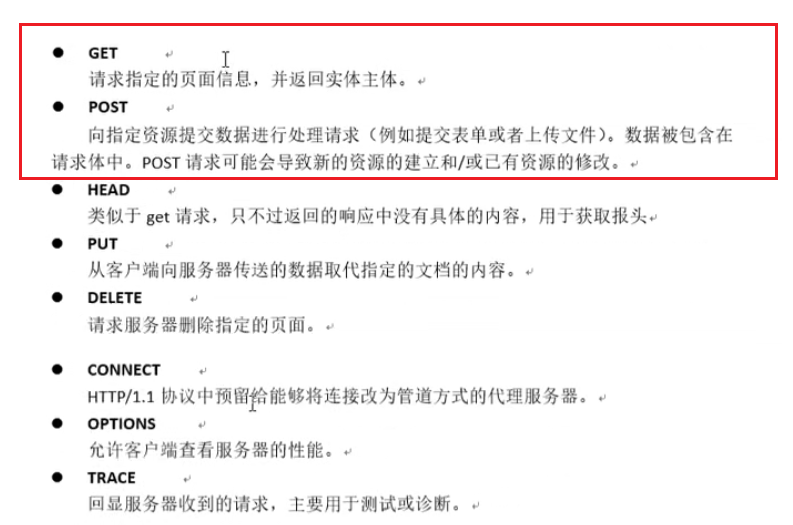 ● GET
请求指定的页面信息，并返回实体主体。
● POST
向指定资源提交数据进行处理请求（例如提交表单或者上传文件）。数据被包含在
请求体中。POST 请求可能会导致新的资源的建立和/或已有资源的修改。
● HEAD
类似于 get 请求，只不过返回的响应中没有具体的内容，用于获取报头
● PUT
从客户端向服务器传送的数据取代指定的文档的内容。
● DELETE
请求服务器删除指定的页面。
● CONNECT
HTTP/1.1 协议中预留给能够将连接改为管道方式的代理服务器。
● OPTIONS
允许客户端查看服务器的性能。
● TRACE
回显服务器收到的请求，主要用于测试或诊断。